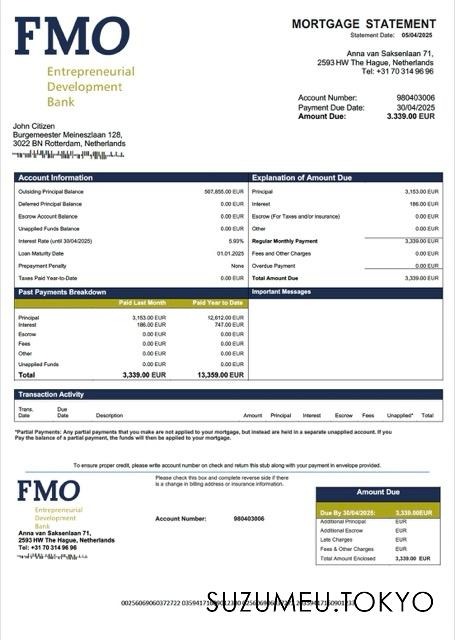 FMO
Entrepreneurial
Development
Bank
MORTGAGE STATEMENT
Statement Date: 05/04/2025
Anna van Saksenlaan 71,
2593 HW The Hague, Netherlands
Tel: +31 70 314 96 96
Account Number: 980403006
Payment Due Date: 30/04/2025
Amount Due: 3.339.00 EUR
John Citizen
Burgemeester Meineszlaan 128,
3022 BN Rotterdam, Netherlands
Account Information
Outsiding Principal Balance 507,855.00 EUR
Deferred Principal Balance 0.00 EUR
Escrow Account Balance 0.00 EUR
Unapplied Funds Balance 0.00 EUR
Interest Rate (until 30/04/2025) 5.93%
Loan Maturity Date 01.01.2025
Prepayment Penalty None
Taxes Paid Year-to-Date 0.00 EUR
Explanation of Amount Due
Principal 3,153.00 EUR
Interest 186.00 EUR
Escrow (For Taxes and/or Insurance) 0.00 EUR
Other 0.00 EUR
Regular Monthly Payment 3,339.00 EUR
Fees and Other Charges 0.00 EUR
Overdue Payment 0.00 EUR
Total Amount Due 3,339.00 EUR
Past Payments Breakdown
Paid Last Month Paid Year to Date
Principal 3,153.00 EUR 12,612.00 EUR
Interest 186.00 EUR 747.00 EUR
Escrow 0.00 EUR 0.00 EUR
Fees 0.00 EUR 0.00 EUR
Other 0.00 EUR 0.00 EUR
Unapplied Funds 0.00 EUR 0.00 EUR
Total 3,339.00 EUR 13,359.00 EUR
Important Messages
Transaction Activity
Trans. Date Due Date Description Amount Principal Interest Escrow Fees Unapplied* Total
*Partial Payments: Any partial payments that you make are not applied to your mortgage, but instead are held in a separate unapplied account. If you
Pay the balance of a partial payment, the funds will then be applied to your mortgage.
To ensure proper credit, please write account number on check and return this stub along with your payment in envelope provided.
FMO
Entrepreneurial
Development
Bank
Anna van Saksenlaan 71,
2593 HW The Hague, Netherlands
Tel: +31 70 314 96 96
Please check this box and complete reverse side if there
is a change in billing address or insurance information.
Account Number: 980403006
Amount Due
Due By 30/04/2025: 3,339.00EUR
Additional Principal EUR
Additional Escrow EUR
Late Charges EUR
Fees & Other Charges EUR
Total Amount Enclosed 3,339.00 EUR
SUZUMEU.TOKYO